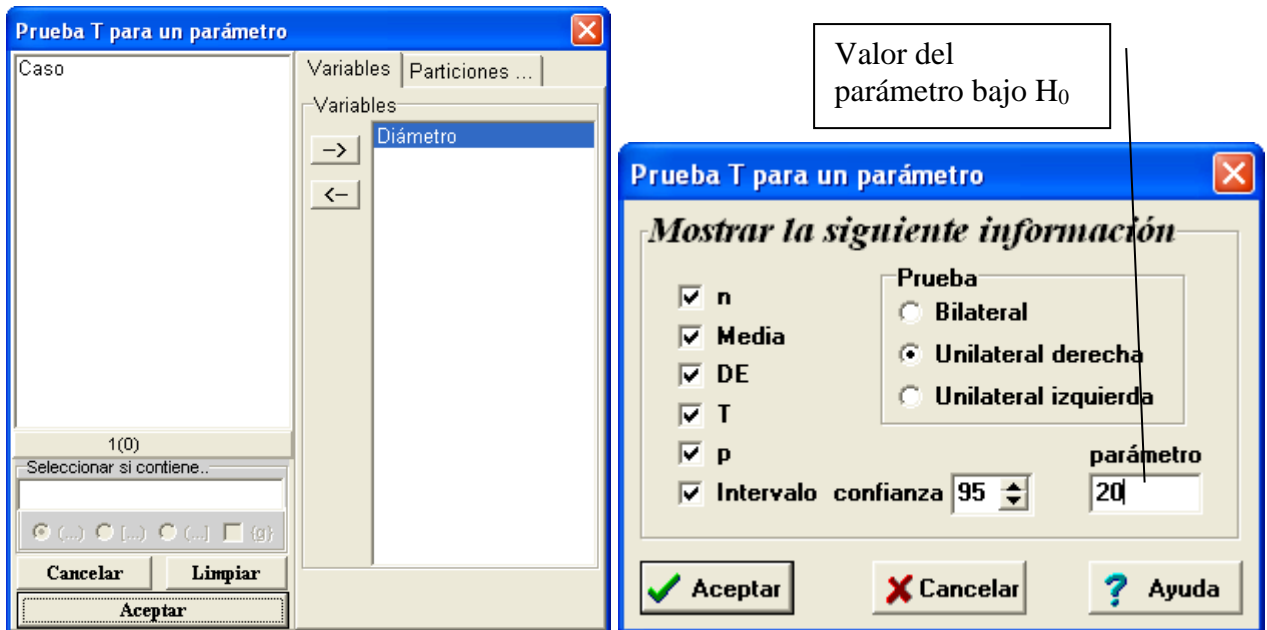 Prueba T para un parámetro
Caso
1(0)
Seleccionar si contiene..
(...) [...) (...] {g}
Cancelar Limpiar
Aceptar
Variables Particiones ...
Variables
-->
<--
Diámetro
Valor del
parámetro bajo H₀
Prueba T para un parámetro
Mostrar la siguiente información
n
Media
DE
T
p
Intervalo confianza 95
Prueba
Bilateral
Unilateral derecha
Unilateral izquierda
parámetro
20
Aceptar Cancelar ? Ayuda